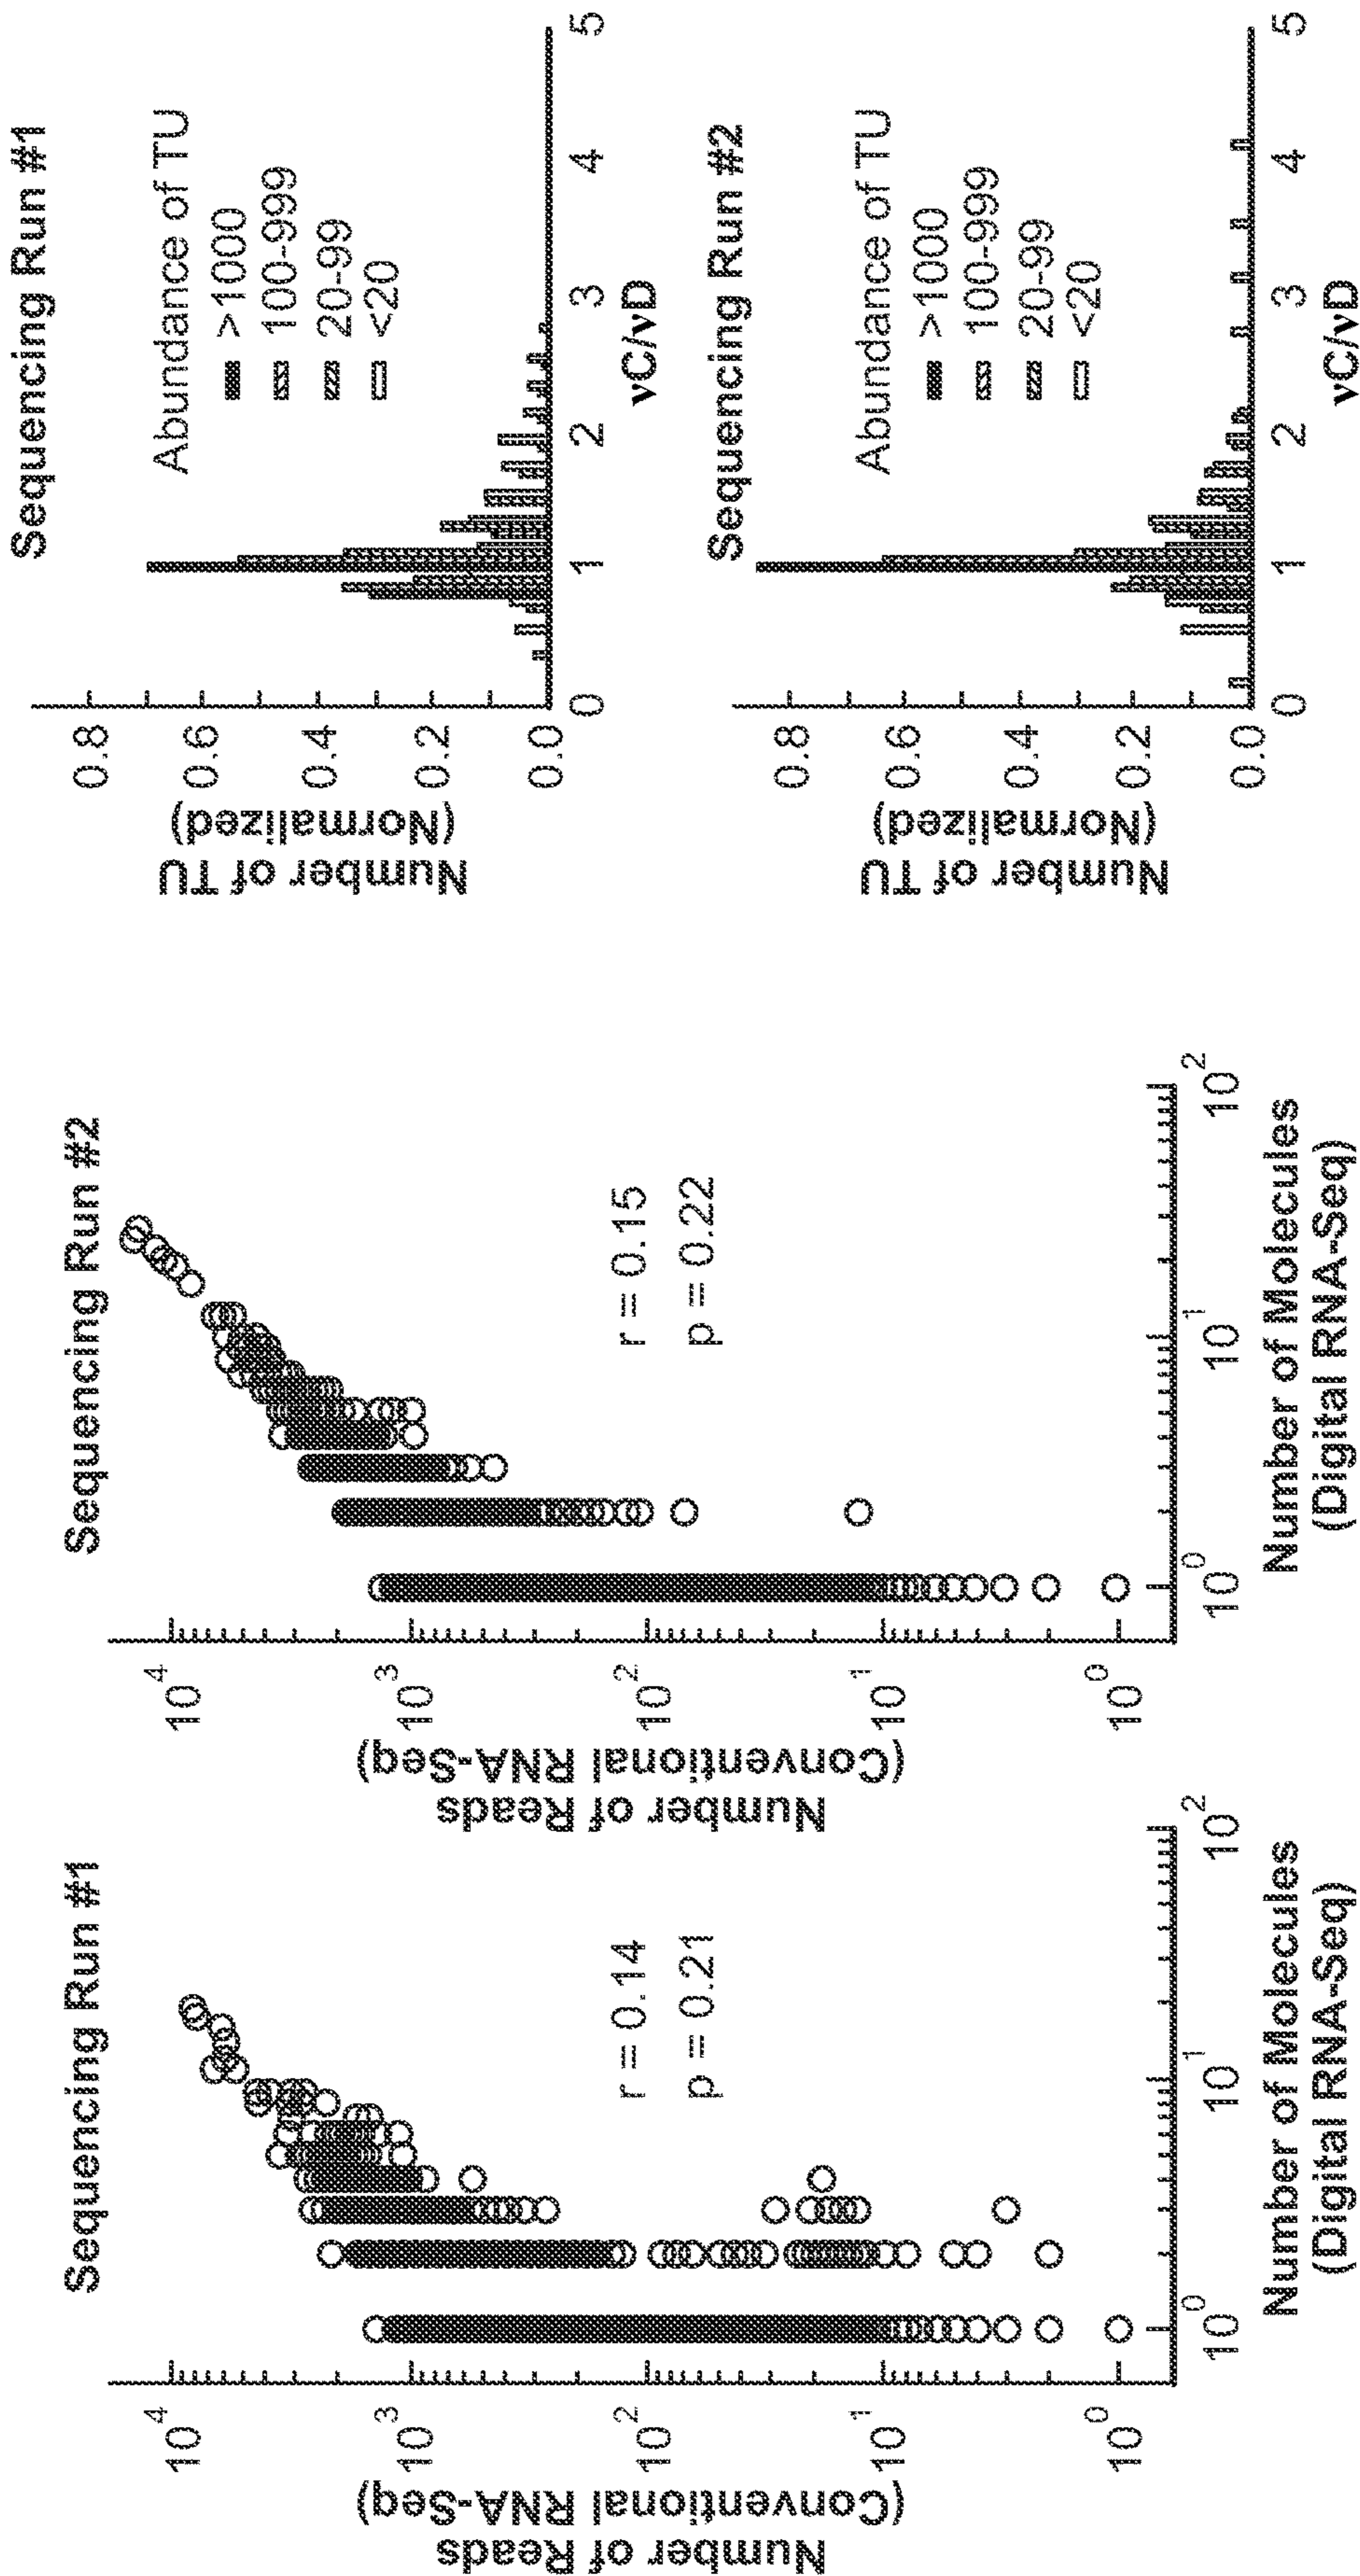 Sequencing Run #1
Number of Reads
(Conventional RNA-Seq)
10^4
10^3
10^2
10^1
10^0
r = 0.14
p = 0.21
10^0 10^1 10^2
Number of Molecules
(Digital RNA-Seq)
Sequencing Run #2
Number of Reads
(Conventional RNA-Seq)
10^4
10^3
10^2
10^1
10^0
r = 0.15
p = 0.22
10^0 10^1 10^2
Number of Molecules
(Digital RNA-Seq)
Sequencing Run #1
Number of TU
(Normalized)
0.8
0.6
0.4
0.2
0.0
Abundance of TU
>1000
100-999
20-99
<20
0 1 2 3 4 5
vC/vD
Sequencing Run #2
Number of TU
(Normalized)
0.8
0.6
0.4
0.2
0.0
Abundance of TU
>1000
100-999
20-99
<20
0 1 2 3 4 5
vC/vD